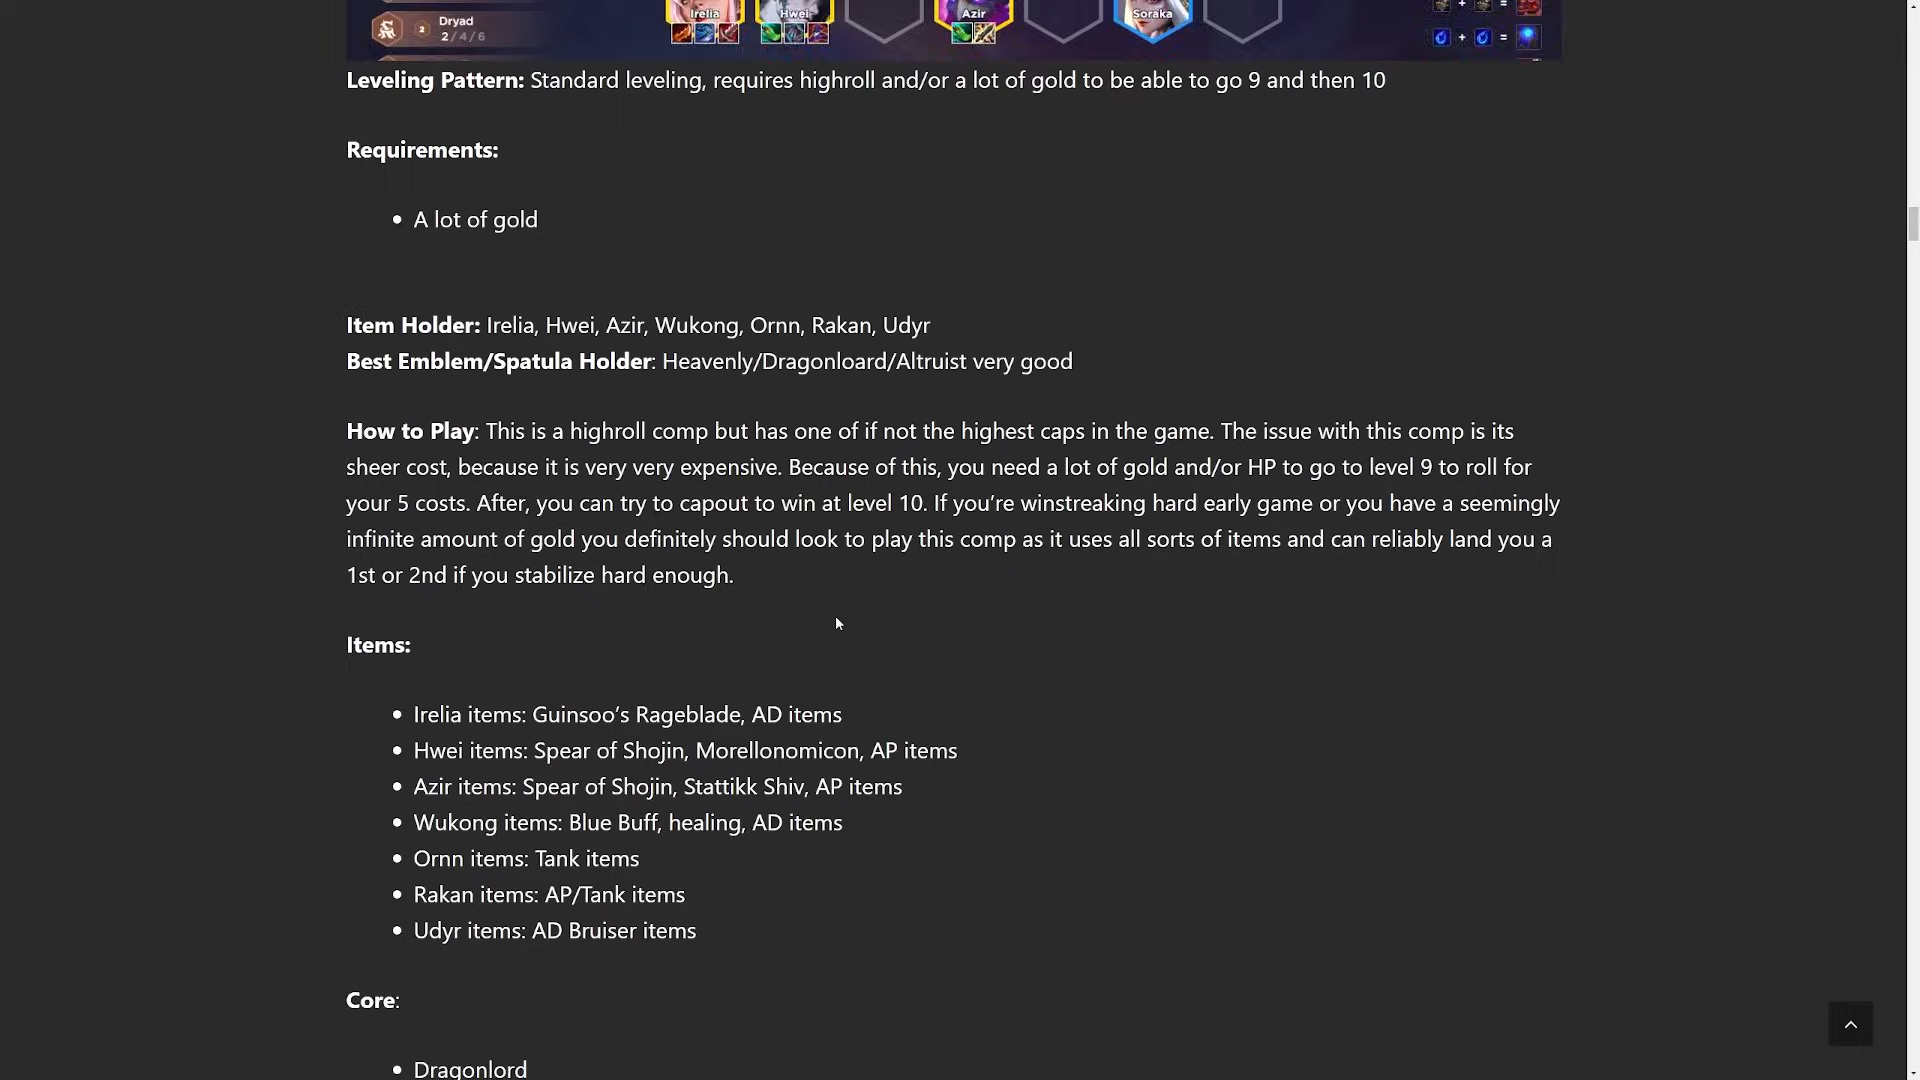 Dryad
2
2/4/6
Irelia
Hwei
Azir
Soraka
+ =
+ =
Leveling Pattern: Standard leveling, requires highroll and/or a lot of gold to be able to go 9 and then 10
Requirements:
• A lot of gold
Item Holder: Irelia, Hwei, Azir, Wukong, Ornn, Rakan, Udyr
Best Emblem/Spatula Holder: Heavenly/Dragonloard/Altruist very good
How to Play: This is a highroll comp but has one of if not the highest caps in the game. The issue with this comp is its
sheer cost, because it is very very expensive. Because of this, you need a lot of gold and/or HP to go to level 9 to roll for
your 5 costs. After, you can try to capout to win at level 10. If you’re winstreaking hard early game or you have a seemingly
infinite amount of gold you definitely should look to play this comp as it uses all sorts of items and can reliably land you a
1st or 2nd if you stabilize hard enough.
Items:
• Irelia items: Guinsoo’s Rageblade, AD items
• Hwei items: Spear of Shojin, Morellonomicon, AP items
• Azir items: Spear of Shojin, Stattikk Shiv, AP items
• Wukong items: Blue Buff, healing, AD items
• Ornn items: Tank items
• Rakan items: AP/Tank items
• Udyr items: AD Bruiser items
Core:
• Dragonlord